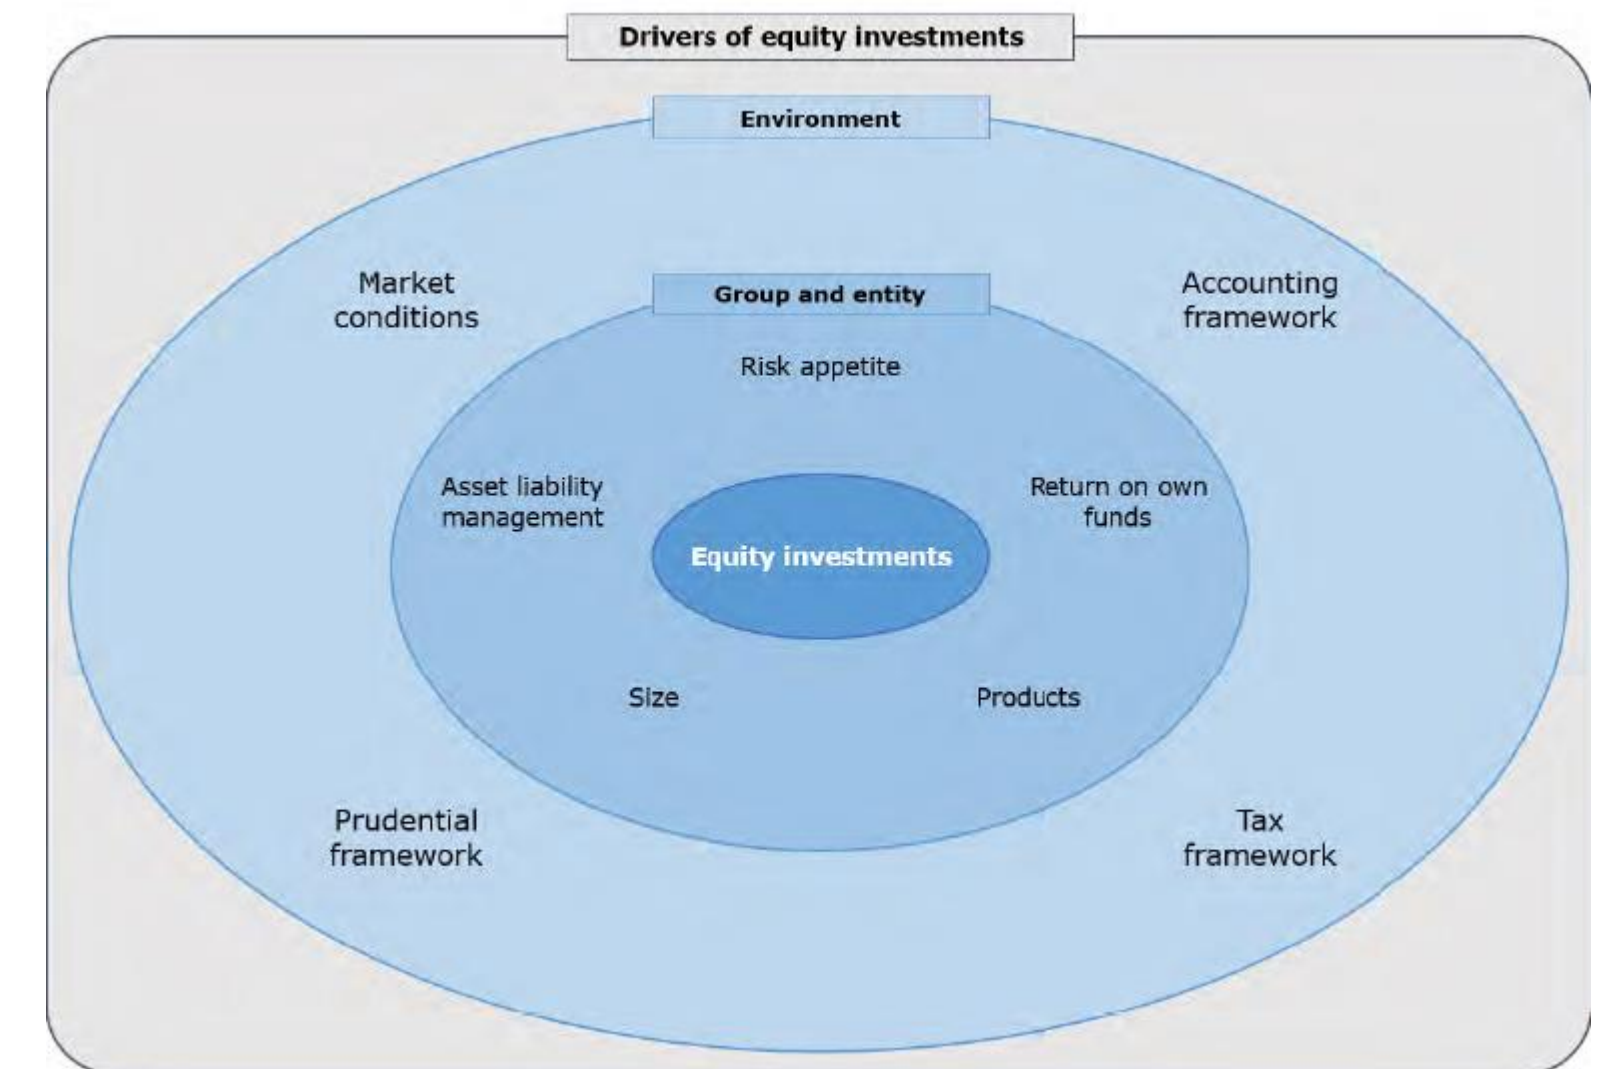 Drivers of equity investments
Environment
Market
conditions
Accounting
framework
Group and entity
Risk appetite
Asset liability
management
Return on own
funds
Equity investments
Size
Products
Prudential
framework
Tax
framework